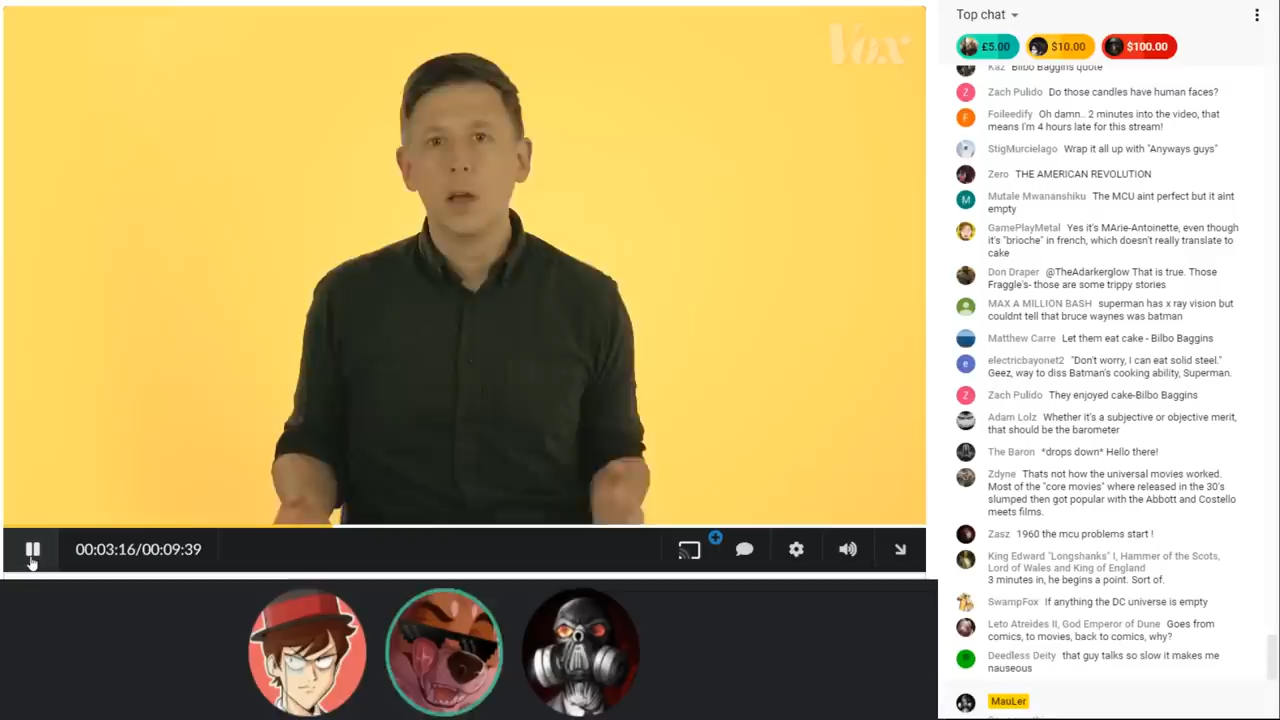 Vox
Top chat
£5.00
$10.00
$100.00
Kaz Bilbo Baggins quote
Zach Pulido Do those candles have human faces?
Foileedify Oh damn.. 2 minutes into the video, that
means I'm 4 hours late for this stream!
StigMurcielago Wrap it all up with "Anyways guys"
Zero THE AMERICAN REVOLUTION
Mutale Mwananshiku The MCU aint perfect but it aint
empty
GamePlayMetal Yes it's MArie-Antoinette, even though
it's "brioche" in french, which doesn't really translate to
cake
Don Draper @TheAdarkerglow That is true. Those
Fraggle's- those are some trippy stories
MAX A MILLION BASH superman has x ray vision but
couldnt tell that bruce waynes was batman
Matthew Carre Let them eat cake - Bilbo Baggins
electricbayonet2 "Don't worry, I can eat solid steel."
Geez, way to diss Batman's cooking ability, Superman.
Zach Pulido They enjoyed cake-Bilbo Baggins
Adam Lolz Whether it's a subjective or objective merit,
that should be the barometer
The Baron *drops down* Hello there!
Zdyne Thats not how the universal movies worked.
Most of the "core movies" where released in the 30's
slumped then got popular with the Abbott and Costello
meets films.
Zasz 1960 the mcu problems start !
King Edward "Longshanks" I, Hammer of the Scots,
Lord of Wales and King of England
3 minutes in, he begins a point. Sort of.
SwampFox If anything the DC universe is empty
Leto Atreides II, God Emperor of Dune Goes from
comics, to movies, back to comics, why?
Deedless Deity that guy talks so slow it makes me
nauseous
MauLer
00:03:16/00:09:39